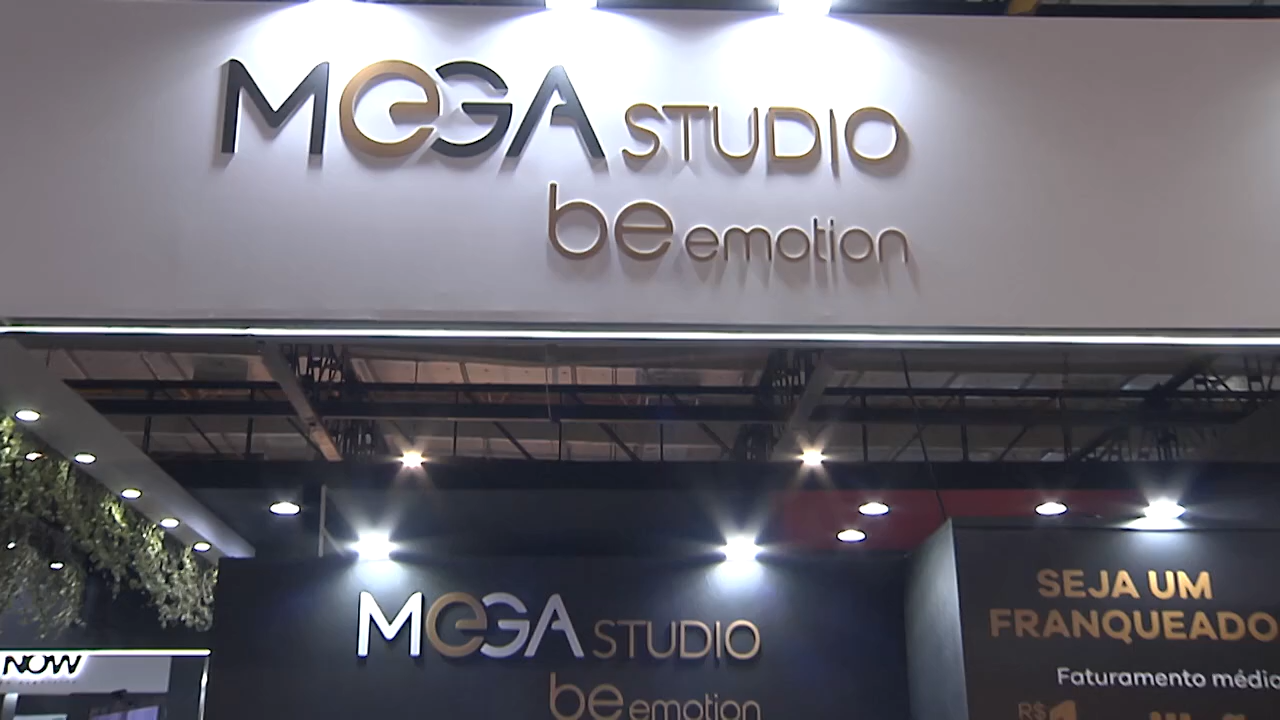 MeGA STUDIO
be emotion
MeGA STUDIO
be emotion
SEJA UM
FRANQUEADO
Faturamento médio
R$
NOW